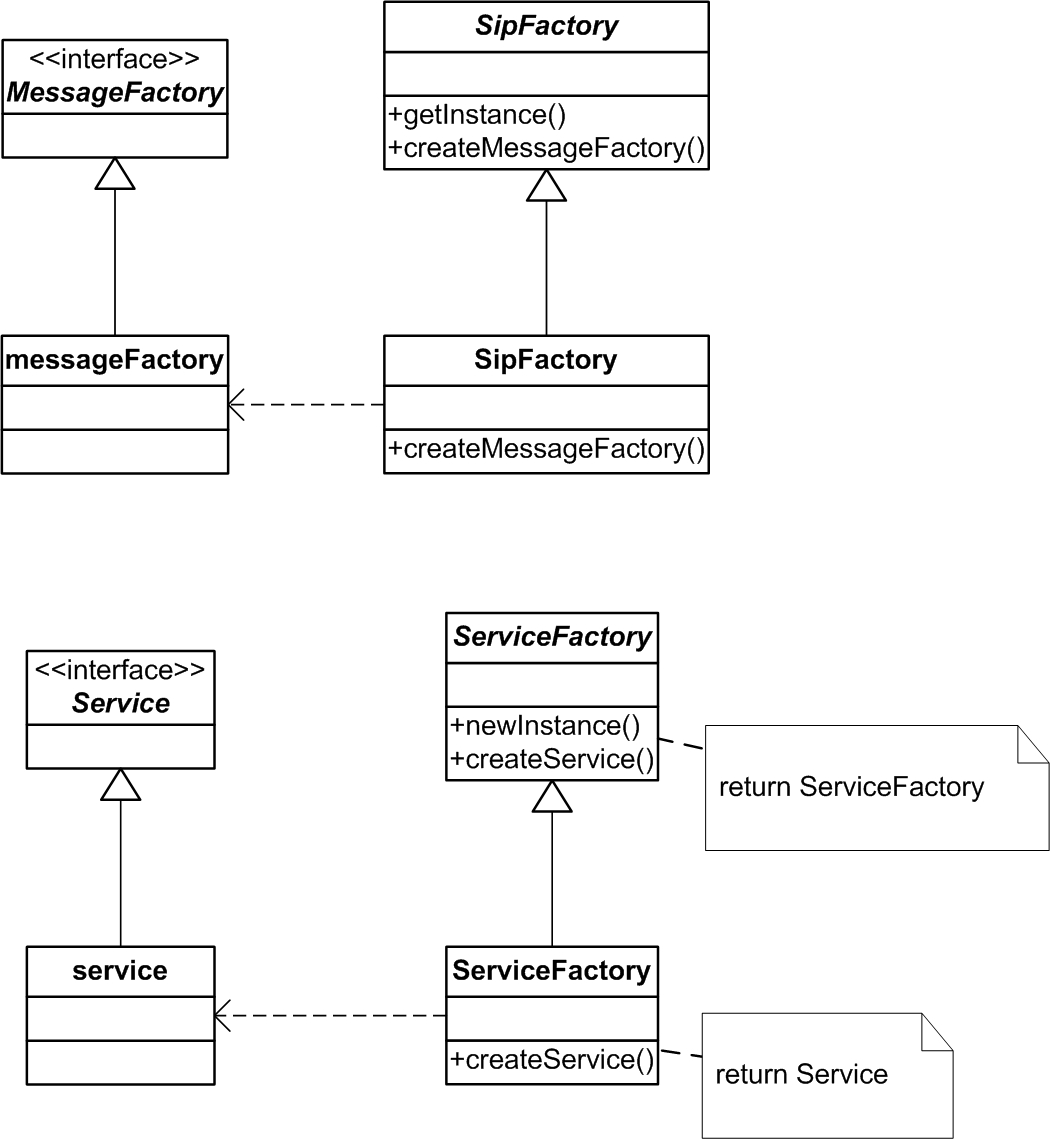 <<interface>>
MessageFactory
SipFactory
+getInstance()
+createMessageFactory()
messageFactory
SipFactory
+createMessageFactory()
<<interface>>
Service
ServiceFactory
+newInstance()
+createService()
return ServiceFactory
service
ServiceFactory
+createService()
return Service